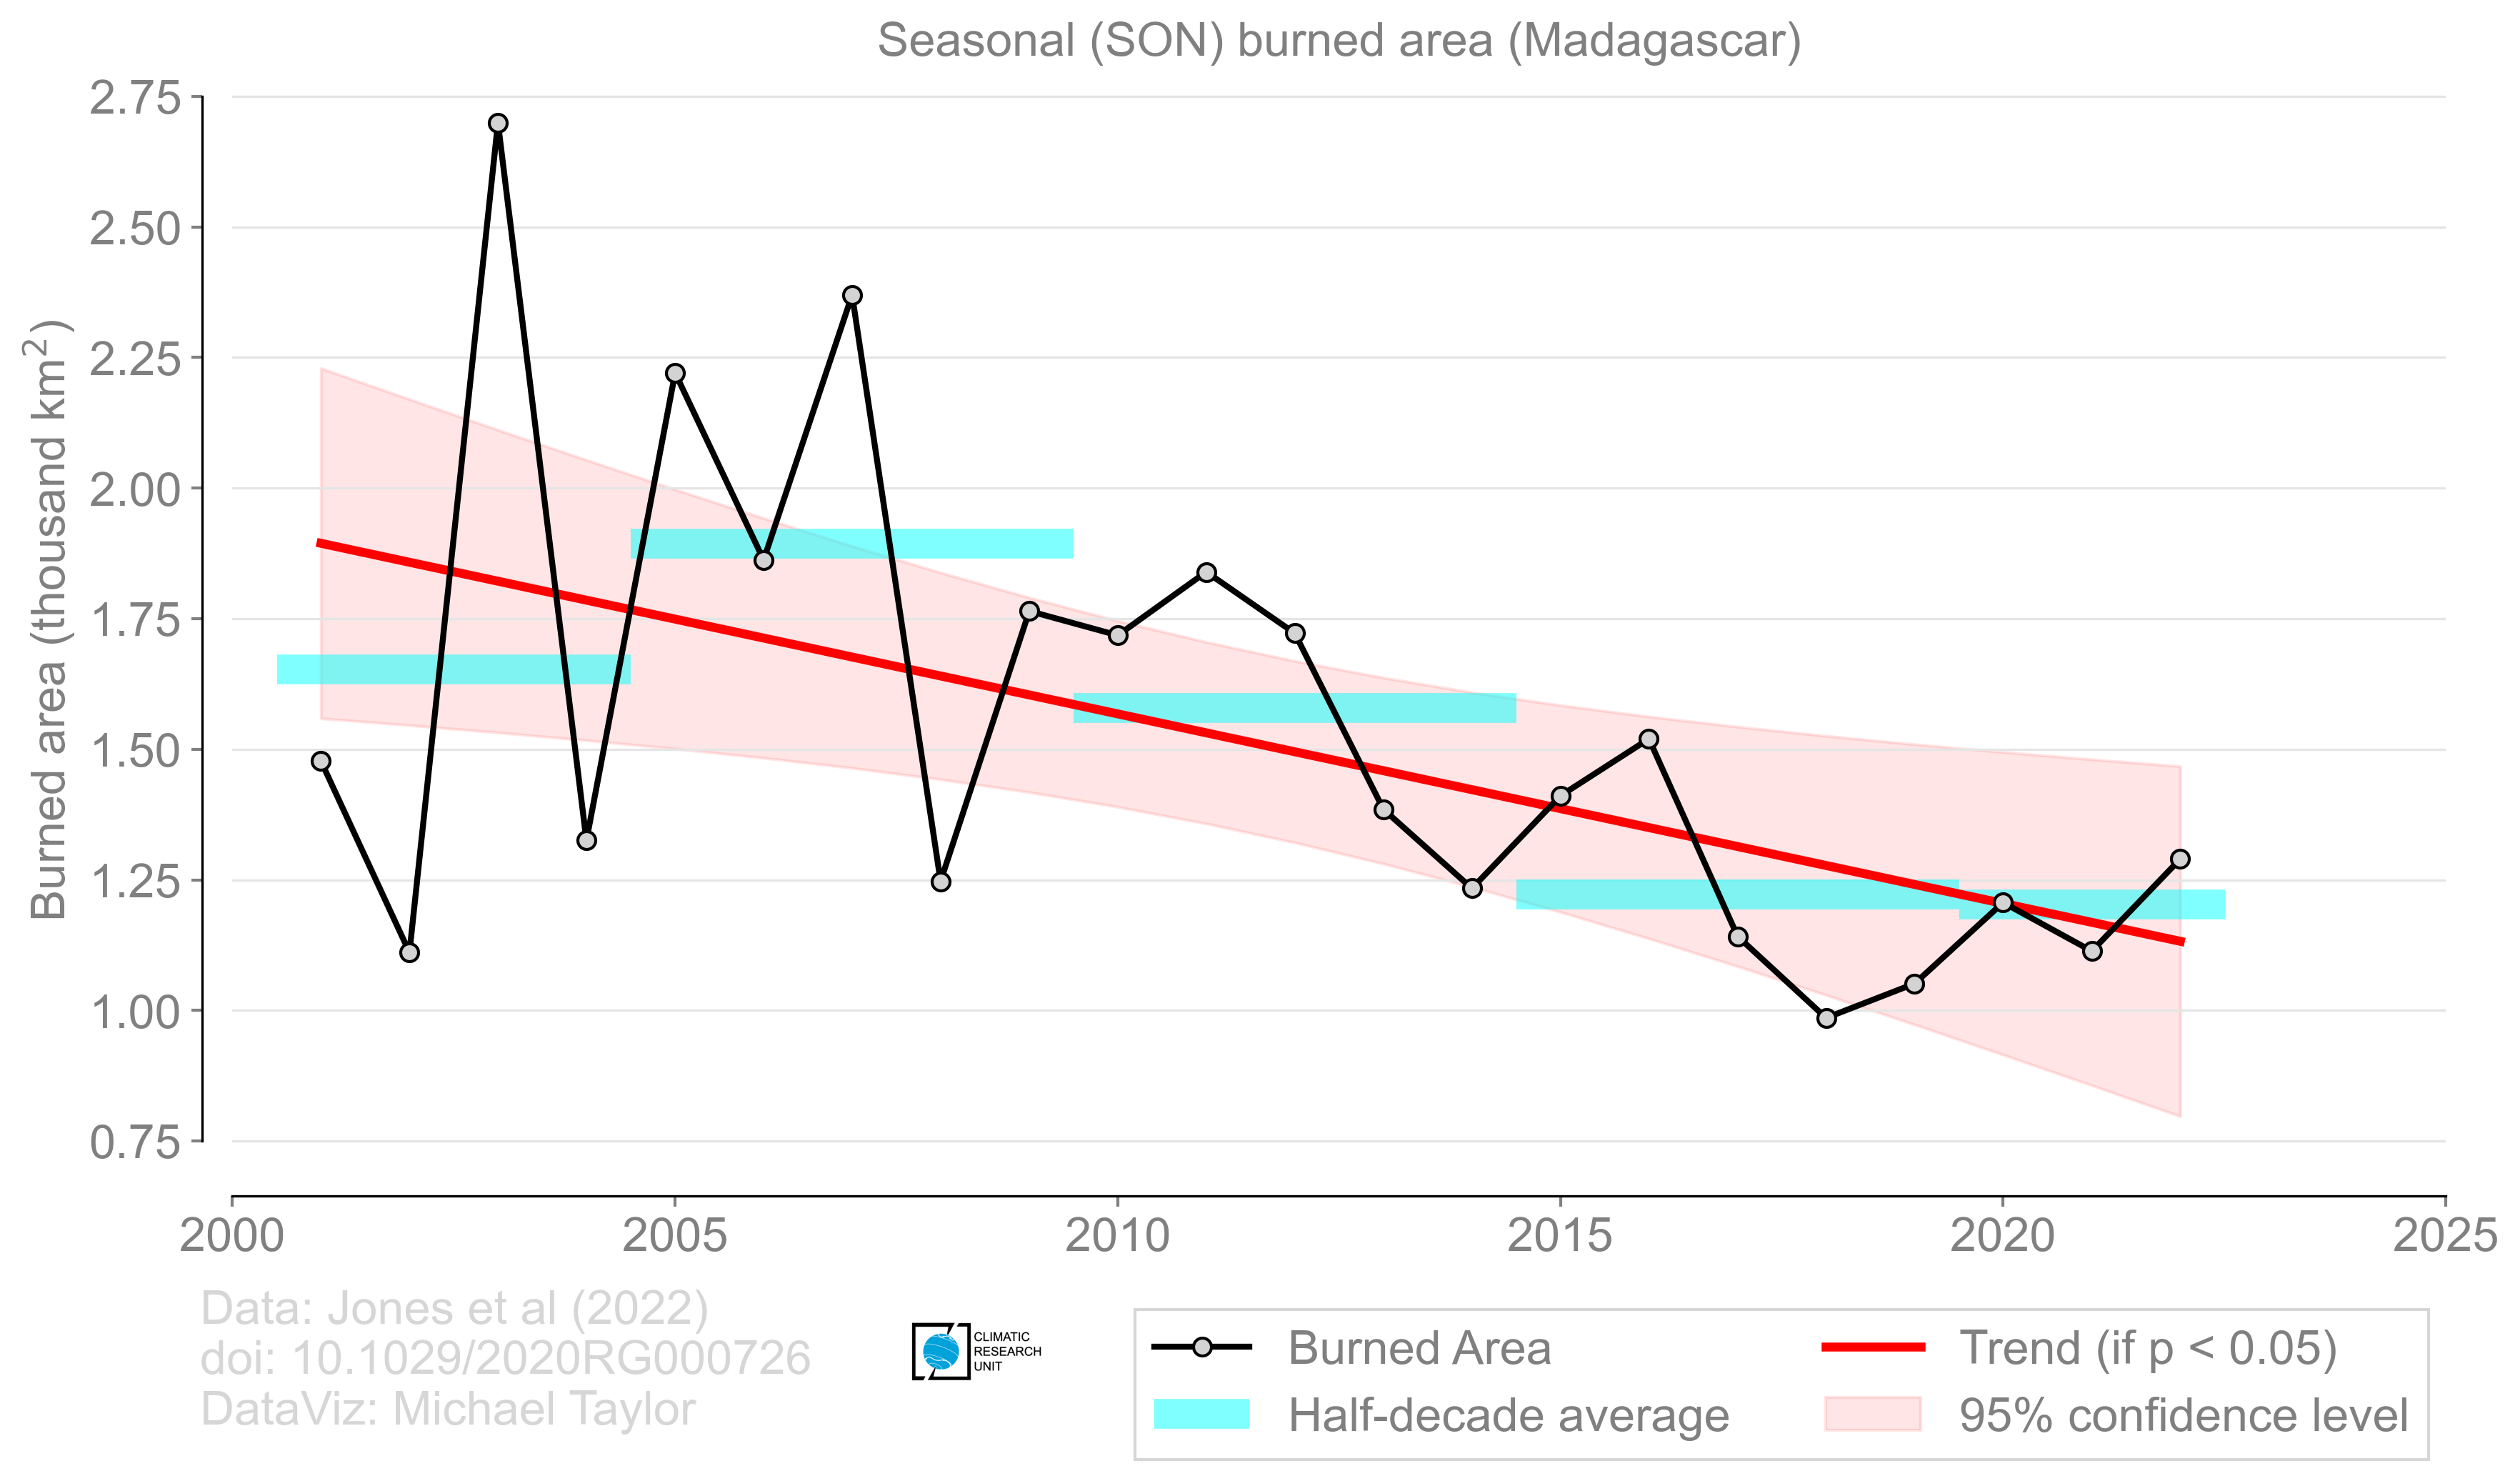 Seasonal (SON) burned area (Madagascar)
Burned area (thousand km²)
2.75
2.50
2.25
2.00
1.75
1.50
1.25
1.00
0.75
2000 2005 2010 2015 2020 2025
Data: Jones et al (2022)
doi: 10.1029/2020RG000726
DataViz: Michael Taylor
CLIMATIC
RESEARCH
UNIT
Burned Area
Half-decade average
Trend (if p < 0.05)
95% confidence level